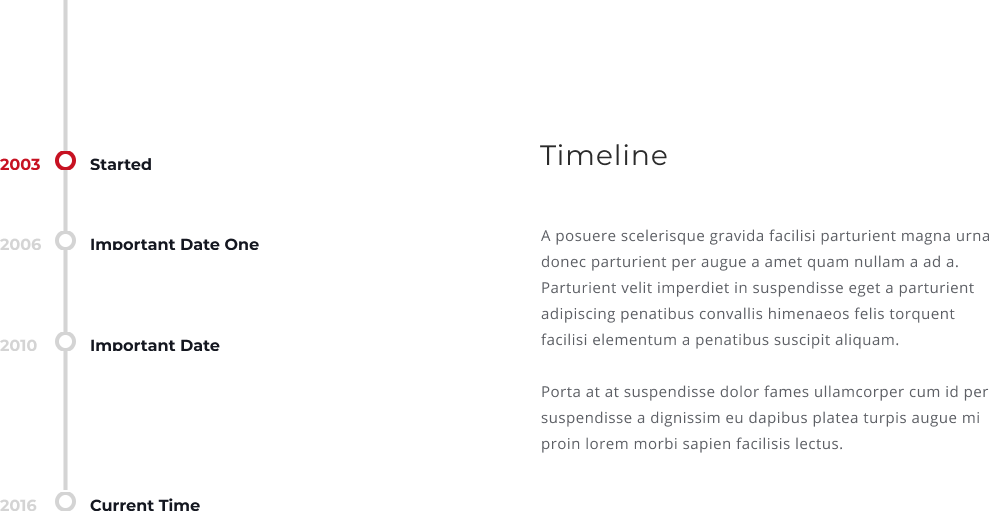 2003 Started
2006 Important Date One
2010 Important Date
2016 Current Time
Timeline
A posuere scelerisque gravida facilisi parturient magna urna
donec parturient per augue a amet quam nullam a ad a.
Parturient velit imperdiet in suspendisse eget a parturient
adipiscing penatibus convallis himenaeos felis torquent
facilisi elementum a penatibus suscipit aliquam.
Porta at at suspendisse dolor fames ullamcorper cum id per
suspendisse a dignissim eu dapibus platea turpis augue mi
proin lorem morbi sapien facilisis lectus.